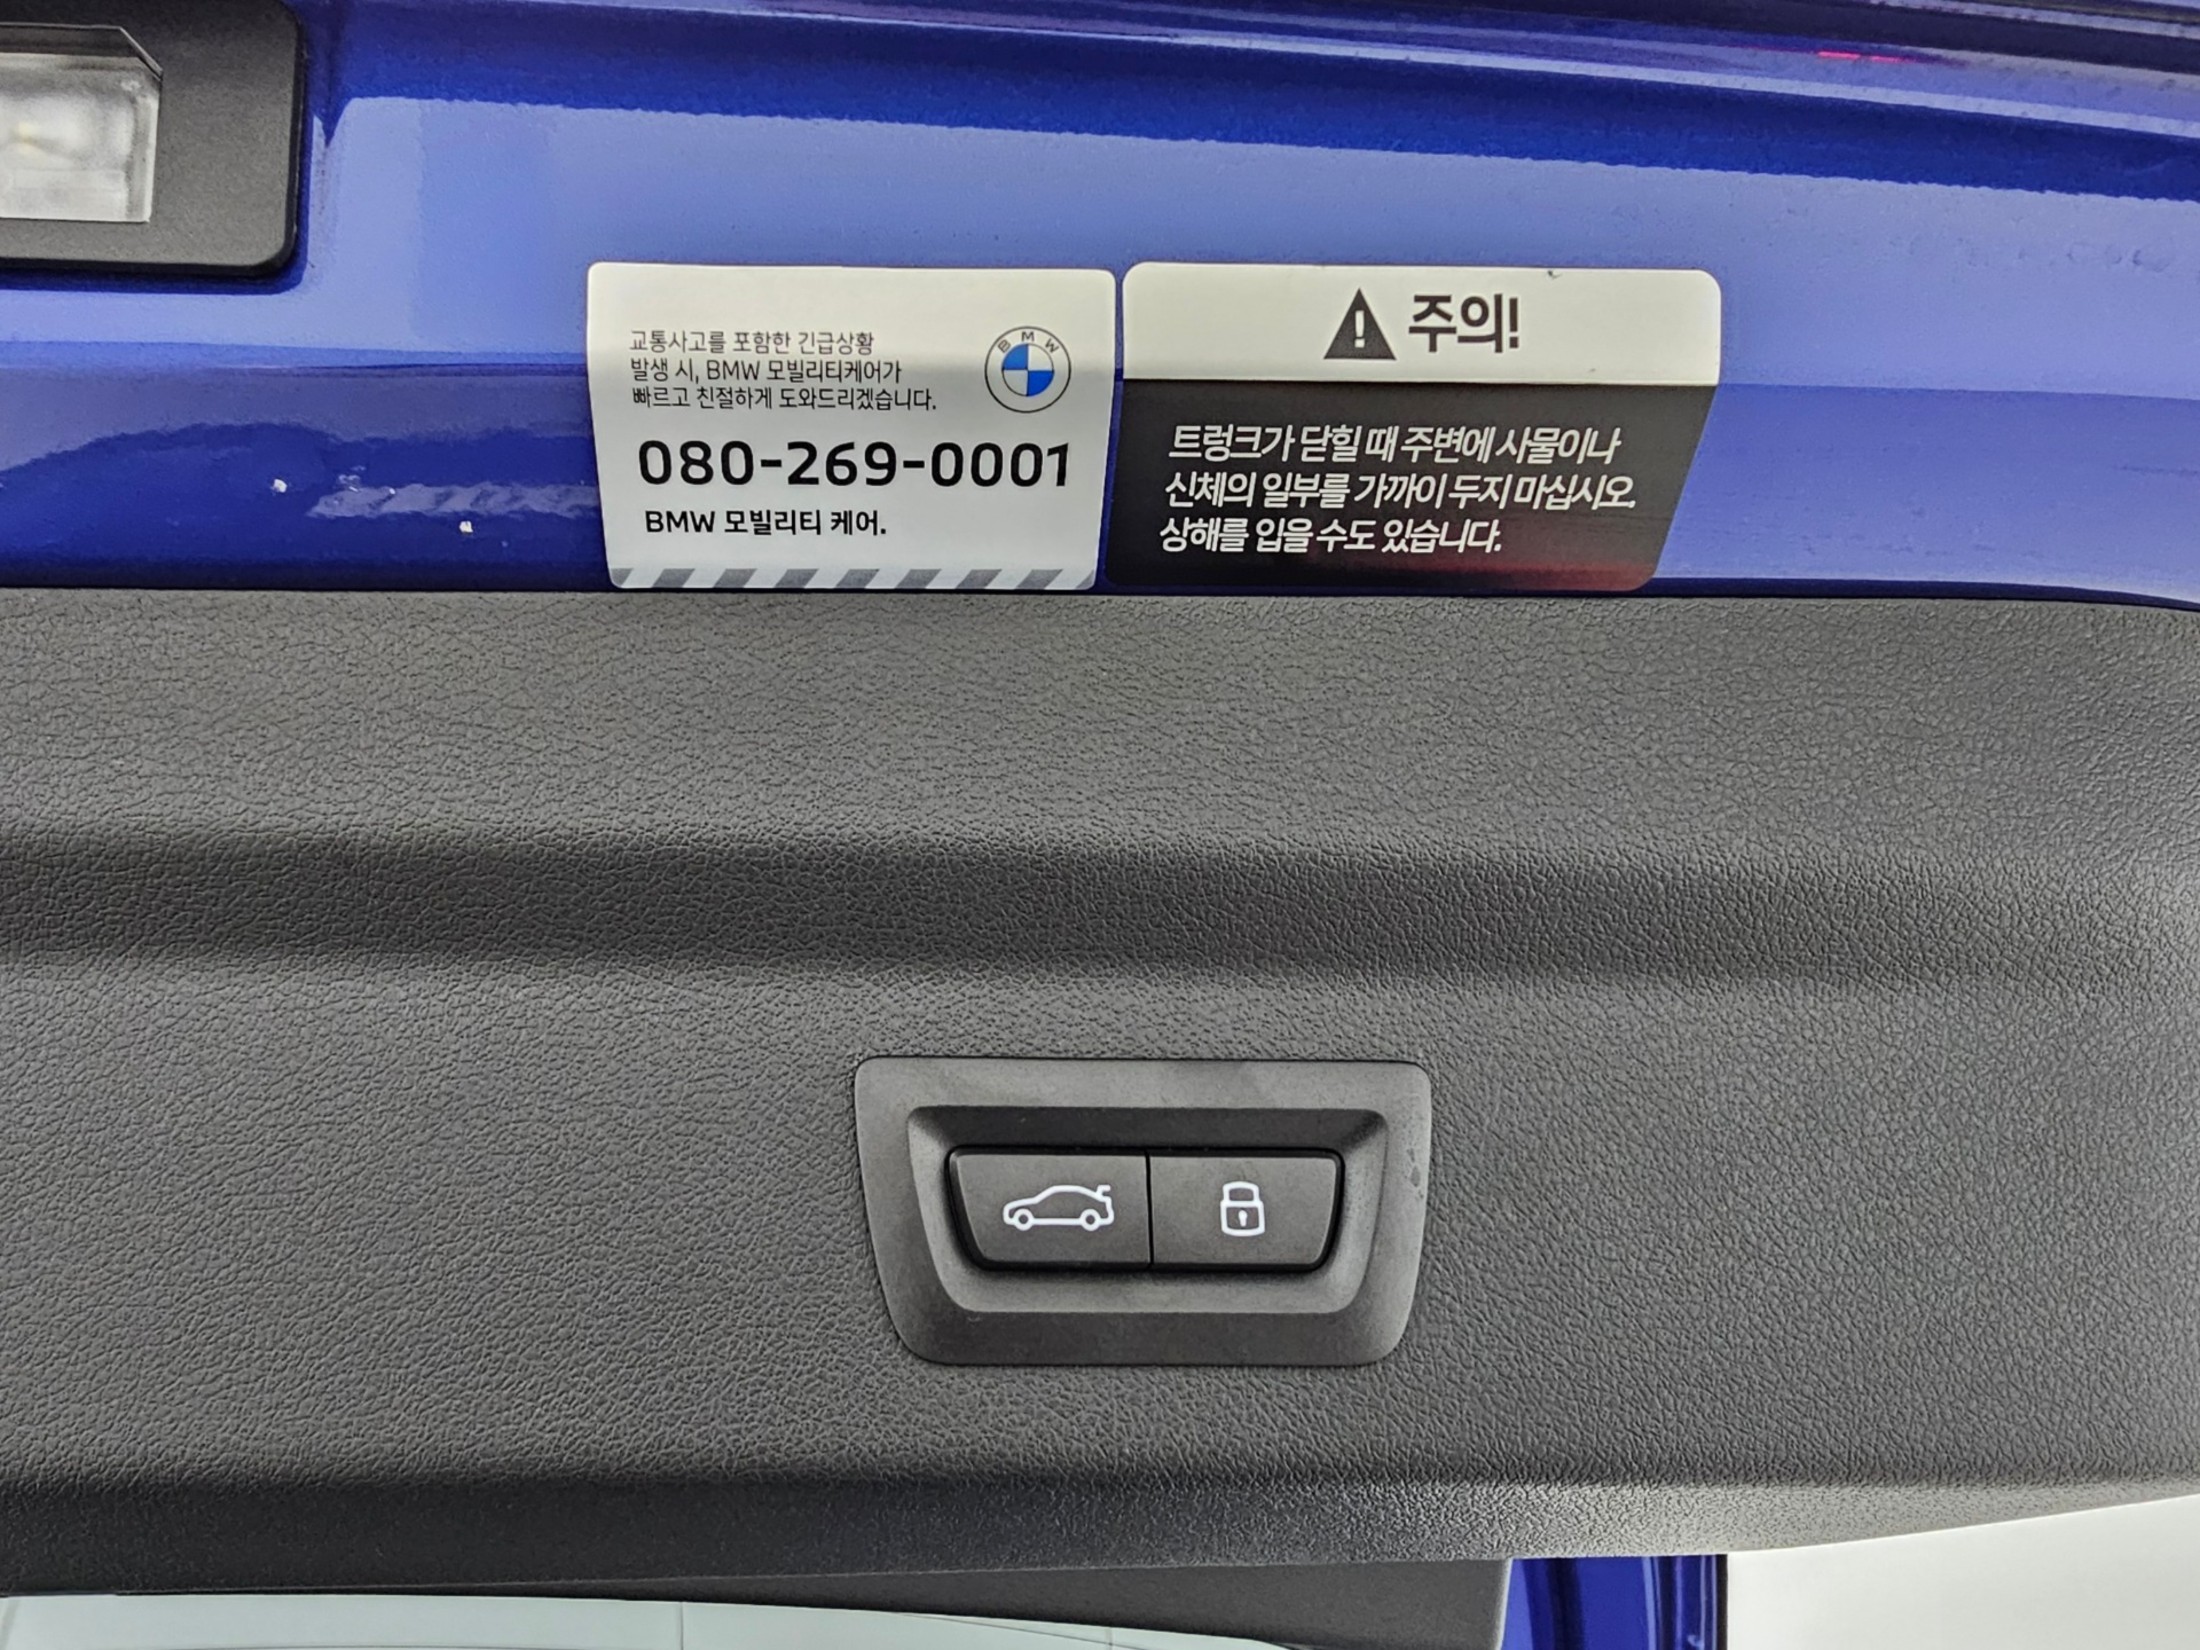 교통사고를 포함한 긴급상황
발생 시, BMW 모빌리티케어가
빠르고 친절하게 도와드리겠습니다.
BMW
080-269-0001
BMW 모빌리티 케어.
주의!
트렁크가 닫힐 때 주변에 사물이나
신체의 일부를 가까이 두지 마십시오.
상해를 입을 수도 있습니다.